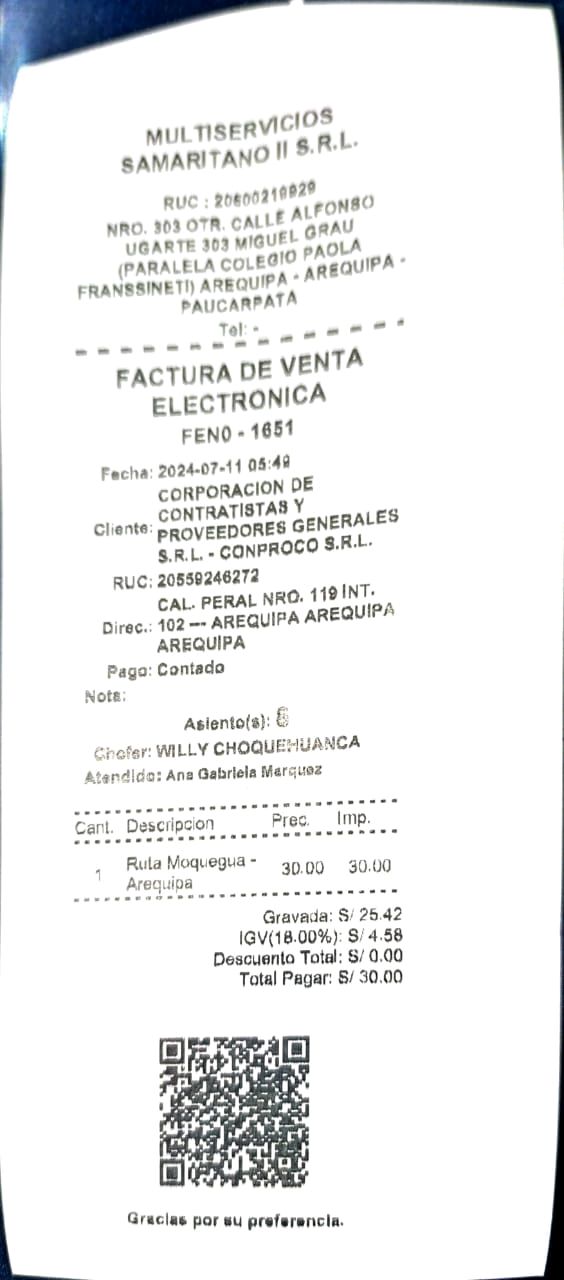 MULTISERVICIOS
SAMARITANO II S.R.L.
RUC : 20600219929
NRO. 303 OTR. CALLE ALFONSO
UGARTE 303 MIGUEL GRAU
(PARALELA COLEGIO PAOLA
FRANSSINETI) AREQUIPA - AREQUIPA -
PAUCARPATA
Tel: -
FACTURA DE VENTA
ELECTRONICA
FEN0 - 1651
Fecha: 2024-07-11 05:49
Cliente: CORPORACION DE
CONTRATISTAS Y
PROVEEDORES GENERALES
S.R.L. - CONPROCO S.R.L.
RUC: 20559246272
Direc.: CAL. PERAL NRO. 119 INT.
102 --- AREQUIPA AREQUIPA
AREQUIPA
Pago: Contado
Nota:
Asiento(s):
Chofer: WILLY CHOQUEHUANCA
Atendido: Ana Gabriela Marquez
Cant. Descripcion Prec. Imp.
1 Ruta Moquegua - 30.00 30.00
Arequipa
Gravada: S/ 25.42
IGV(18.00%): S/ 4.58
Descuento Total: S/ 0.00
Total Pagar: S/ 30.00
Gracias por su preferencia.